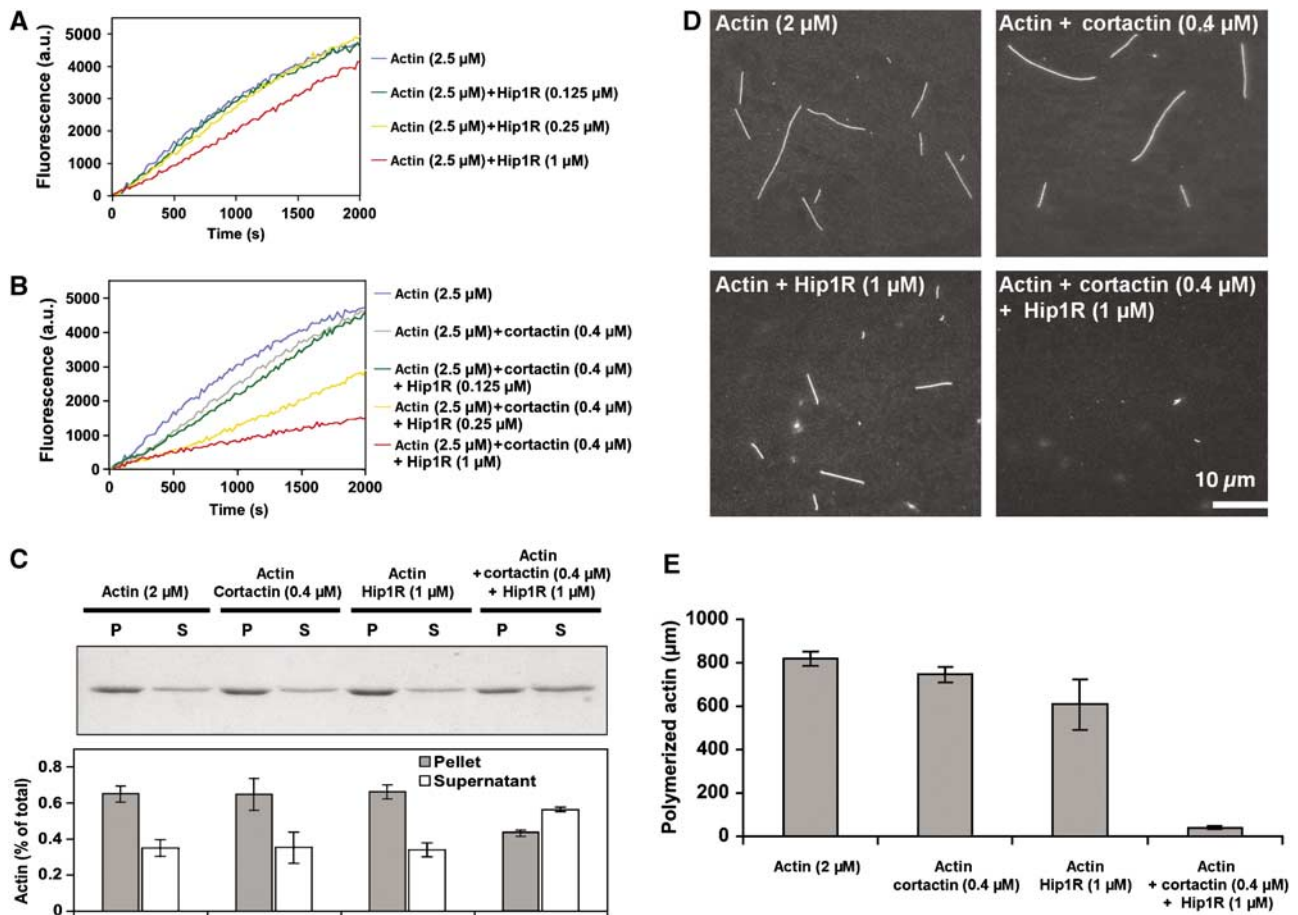 A
Fluorescence (a.u.)
5000
4000
3000
2000
1000
0
0
500
1000
1500
2000
Time (s)
Actin (2.5 µM)
Actin (2.5 µM)+Hip1R (0.125 µM)
Actin (2.5 µM)+Hip1R (0.25 µM)
Actin (2.5 µM)+Hip1R (1 µM)
B
Fluorescence (a.u.)
5000
4000
3000
2000
1000
0
0
500
1000
1500
2000
Time (s)
Actin (2.5 µM)
Actin (2.5 µM)+cortactin (0.4 µM)
Actin (2.5 µM)+cortactin (0.4 µM)
+ Hip1R (0.125 µM)
Actin (2.5 µM)+cortactin (0.4 µM)
+ Hip1R (0.25 µM)
Actin (2.5 µM)+cortactin (0.4 µM)
+ Hip1R (1 µM)
C
Actin (2 µM)
Actin
Cortactin (0.4 µM)
Actin
Hip1R (1 µM)
Actin
+ cortactin (0.4 µM)
+ Hip1R (1 µM)
P
S
P
S
P
S
P
S
Actin (% of total)
0.8
0.6
0.4
0.2
0
Pellet
Supernatant
D
Actin (2 µM)
Actin + cortactin (0.4 µM)
Actin + Hip1R (1 µM)
Actin + cortactin (0.4 µM)
+ Hip1R (1 µM)
10 µm
E
Polymerized actin (µm)
1000
800
600
400
200
0
Actin (2 µM)
Actin
cortactin (0.4 µM)
Actin
Hip1R (1 µM)
Actin
+ cortactin (0.4 µM)
+ Hip1R (1 µM)